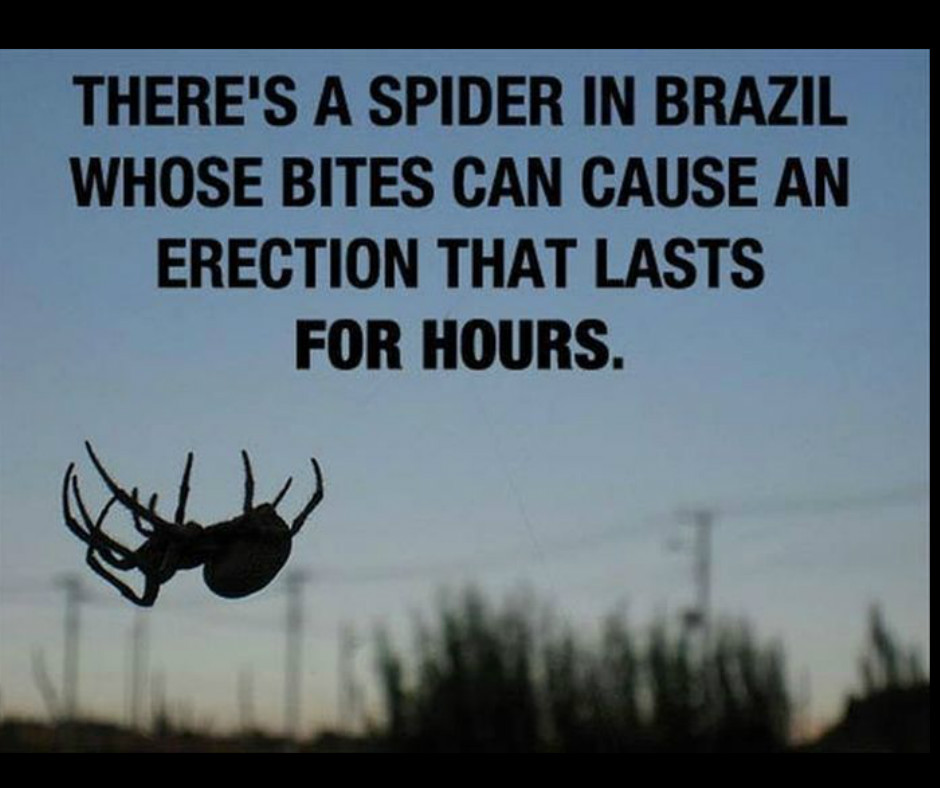 THERE'S A SPIDER IN BRAZIL
WHOSE BITES CAN CAUSE AN
ERECTION THAT LASTS
FOR HOURS.